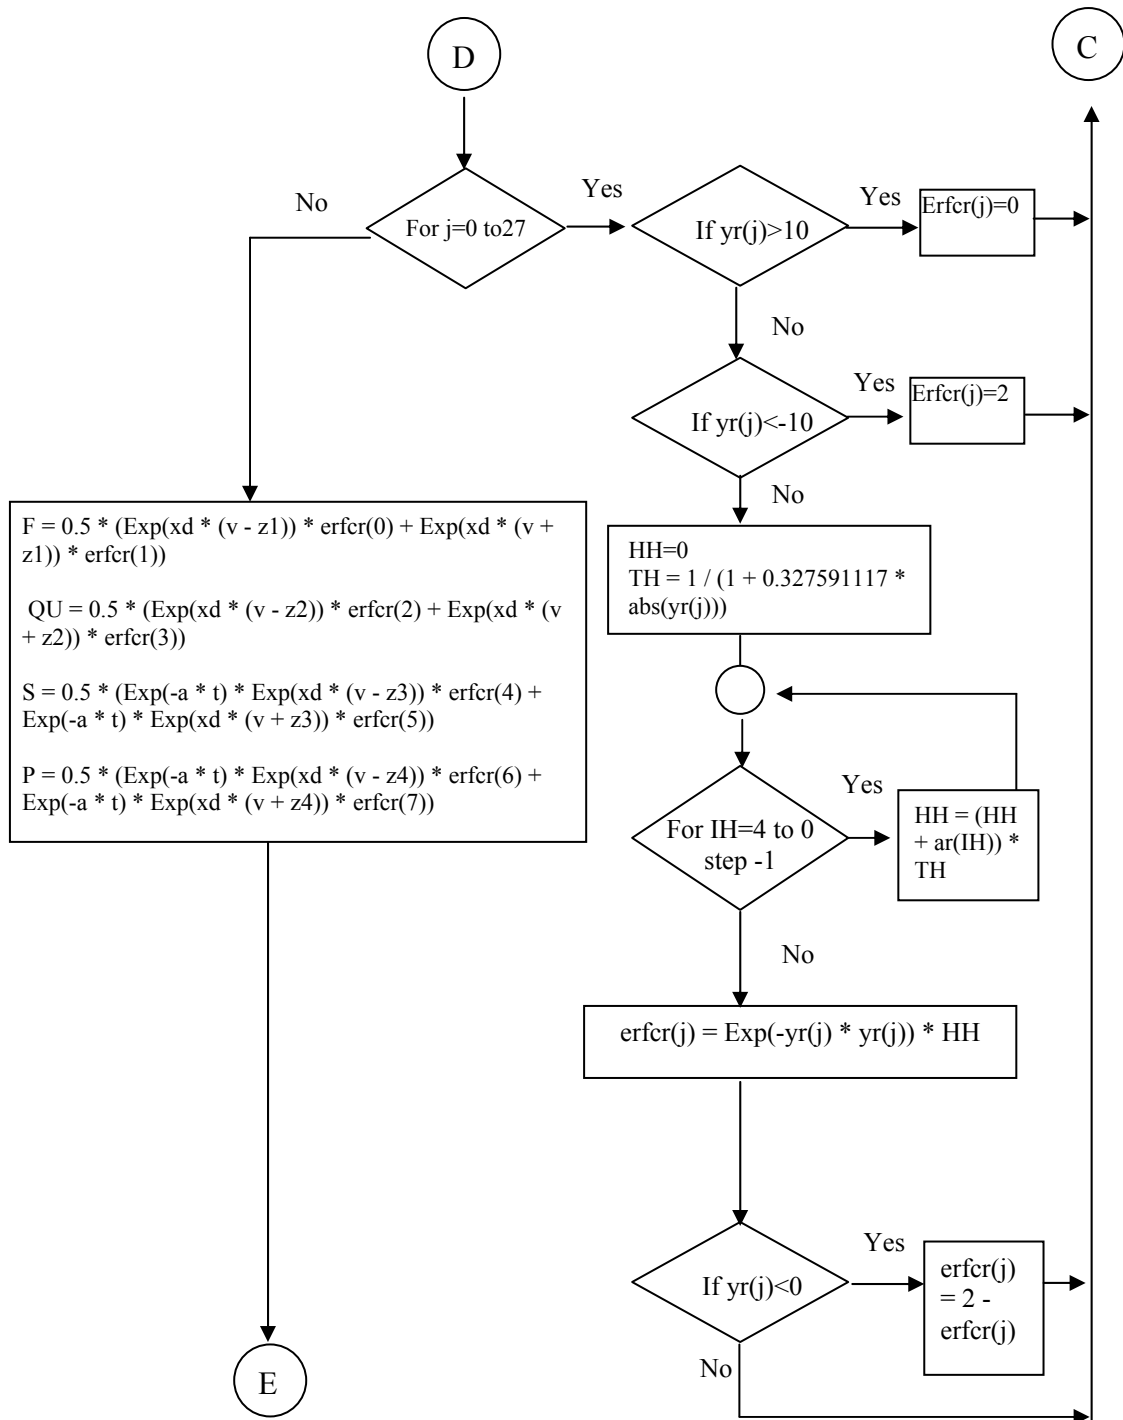 D
C
No
Yes
Yes
For j=0 to27
If yr(j)>10
Erfcr(j)=0
No
Yes
If yr(j)<-10
Erfcr(j)=2
No
F = 0.5 * (Exp(xd * (v - z1)) * erfcr(0) + Exp(xd * (v +
z1)) * erfcr(1))
QU = 0.5 * (Exp(xd * (v - z2)) * erfcr(2) + Exp(xd * (v
+ z2)) * erfcr(3))
S = 0.5 * (Exp(-a * t) * Exp(xd * (v - z3)) * erfcr(4) +
Exp(-a * t) * Exp(xd * (v + z3)) * erfcr(5))
P = 0.5 * (Exp(-a * t) * Exp(xd * (v - z4)) * erfcr(6) +
Exp(-a * t) * Exp(xd * (v + z4)) * erfcr(7))
HH=0
TH = 1 / (1 + 0.327591117 *
abs(yr(j)))
For IH=4 to 0
step -1
Yes
HH = (HH
+ ar(IH)) *
TH
No
erfcr(j) = Exp(-yr(j) * yr(j)) * HH
If yr(j)<0
Yes
erfcr(j)
= 2 -
erfcr(j)
No
E